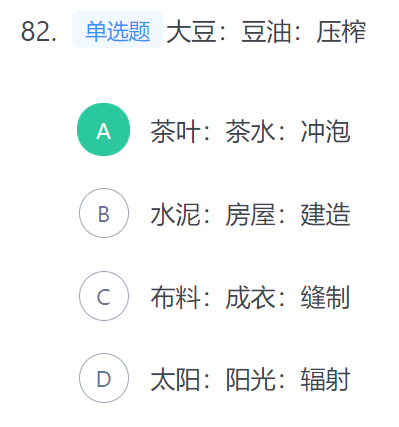 82. 单选题 大豆：豆油：压榨
A 茶叶：茶水：冲泡
B 水泥：房屋：建造
C 布料：成衣：缝制
D 太阳：阳光：辐射